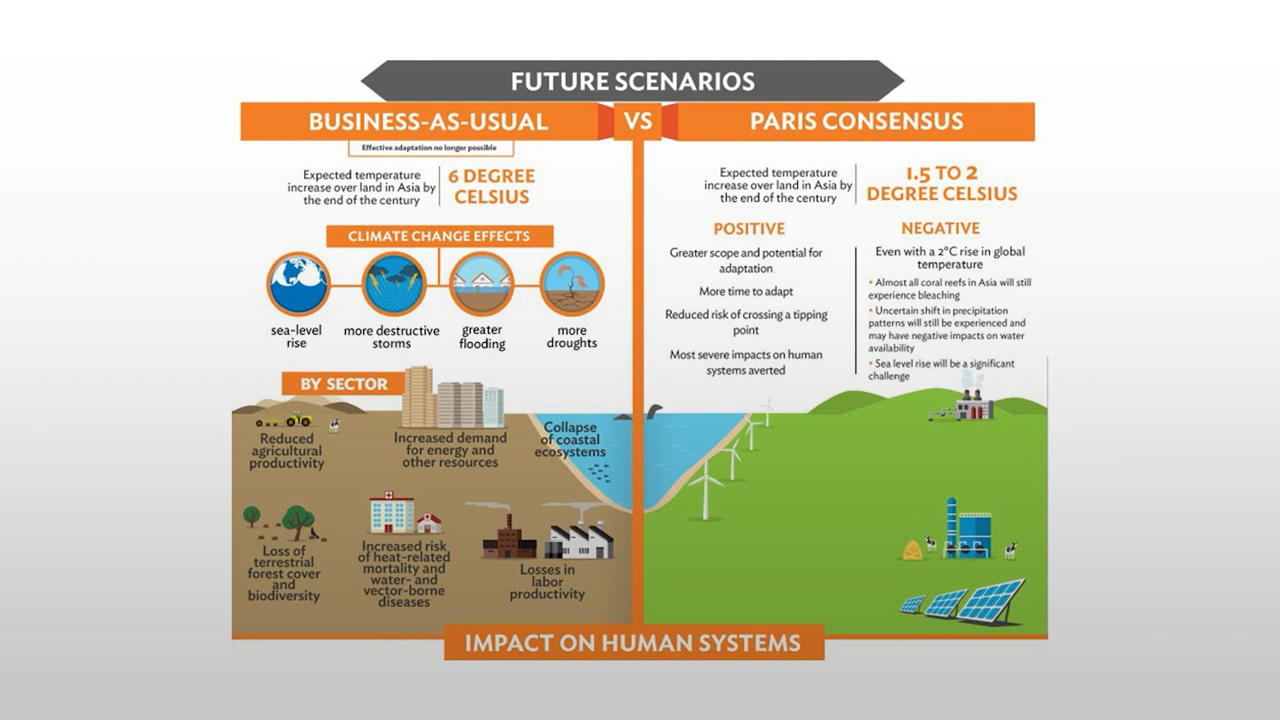 FUTURE SCENARIOS
BUSINESS-AS-USUAL
VS
PARIS CONSENSUS
Effective adaptation no longer possible
Expected temperature
increase over land in Asia by
the end of the century
6 DEGREE
CELSIUS
CLIMATE CHANGE EFFECTS
sea-level
rise
more destructive
storms
greater
flooding
more
droughts
Expected temperature
increase over land in Asia by
the end of the century
1.5 TO 2
DEGREE CELSIUS
POSITIVE
Greater scope and potential for
adaptation
More time to adapt
Reduced risk of crossing a tipping
point
Most severe impacts on human
systems averted
NEGATIVE
Even with a 2°C rise in global
temperature
• Almost all coral reefs in Asia will still
experience bleaching
• Uncertain shift in precipitation
patterns will still be experienced and
may have negative impacts on water
availability
• Sea level rise will be a significant
challenge
BY SECTOR
Reduced
agricultural
productivity
Increased demand
for energy and
other resources
Collapse
of coastal
ecosystems
Loss of
terrestrial
forest cover
and
biodiversity
Increased risk
of heat-related
mortality and
water- and
vector-borne
diseases
Losses in
labor
productivity
IMPACT ON HUMAN SYSTEMS